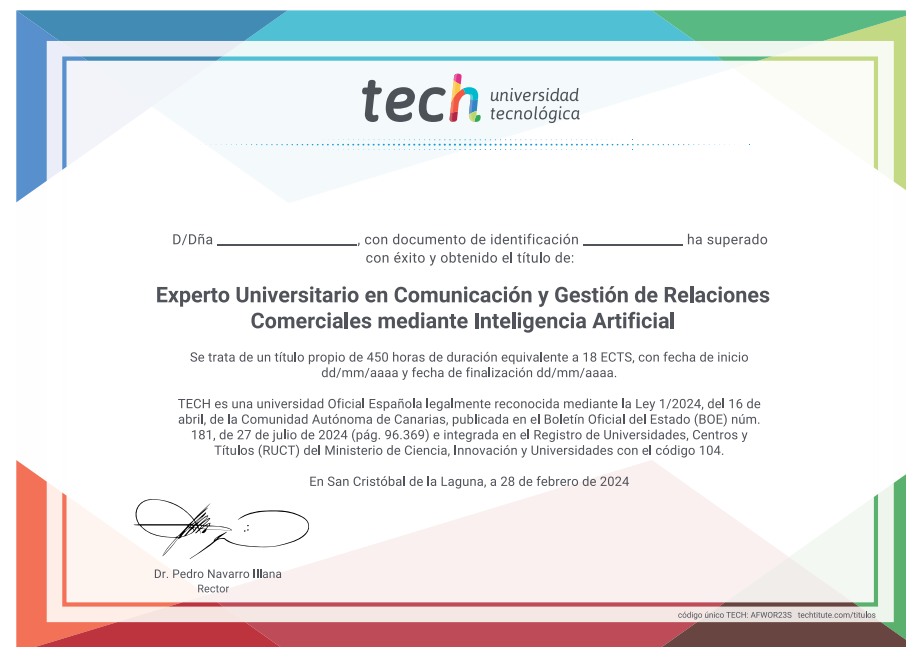 tech universidad
tecnológica
D/Dña ____________________, con documento de identificación ______________ ha superado
con éxito y obtenido el título de:
Experto Universitario en Comunicación y Gestión de Relaciones
Comerciales mediante Inteligencia Artificial
Se trata de un título propio de 450 horas de duración equivalente a 18 ECTS, con fecha de inicio
dd/mm/aaaa y fecha de finalización dd/mm/aaaa.
TECH es una universidad Oficial Española legalmente reconocida mediante la Ley 1/2024, del 16 de
abril, de la Comunidad Autónoma de Canarias, publicada en el Boletín Oficial del Estado (BOE) núm.
181, de 27 de julio de 2024 (pág. 96.369) e integrada en el Registro de Universidades, Centros y
Títulos (RUCT) del Ministerio de Ciencia, Innovación y Universidades con el código 104.
En San Cristóbal de la Laguna, a 28 de febrero de 2024
Dr. Pedro Navarro Illana
Rector
código único TECH: AFWOR23S techtitute.com/titulos